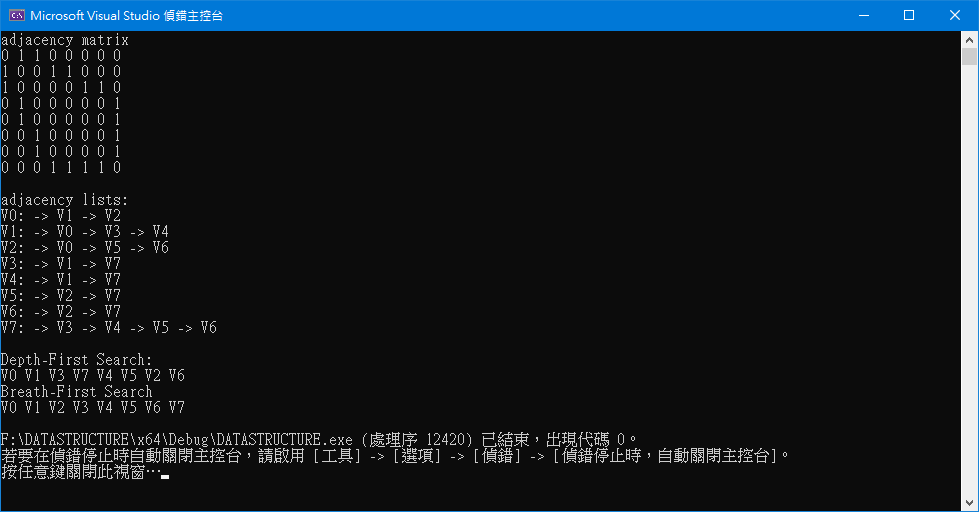 Microsoft Visual Studio 偵錯主控台
adjacency matrix
0 1 1 0 0 0 0 0
1 0 0 1 1 0 0 0
1 0 0 0 0 1 1 0
0 1 0 0 0 0 0 1
0 1 0 0 0 0 0 1
0 0 1 0 0 0 0 1
0 0 1 0 0 0 0 1
0 0 0 1 1 1 1 0
adjacency lists:
V0: -> V1 -> V2
V1: -> V0 -> V3 -> V4
V2: -> V0 -> V5 -> V6
V3: -> V1 -> V7
V4: -> V1 -> V7
V5: -> V2 -> V7
V6: -> V2 -> V7
V7: -> V3 -> V4 -> V5 -> V6
Depth-First Search:
V0 V1 V3 V7 V4 V5 V2 V6
Breath-First Search
V0 V1 V2 V3 V4 V5 V6 V7
F:\DATASTRUCTURE\x64\Debug\DATASTRUCTURE.exe (處理序 12420) 已結束，出現代碼 0。
若要在偵錯停止時自動關閉主控台，請啟用 [工具] -> [選項] -> [偵錯] -> [偵錯停止時，自動關閉主控台]。
按任意鍵關閉此視窗…